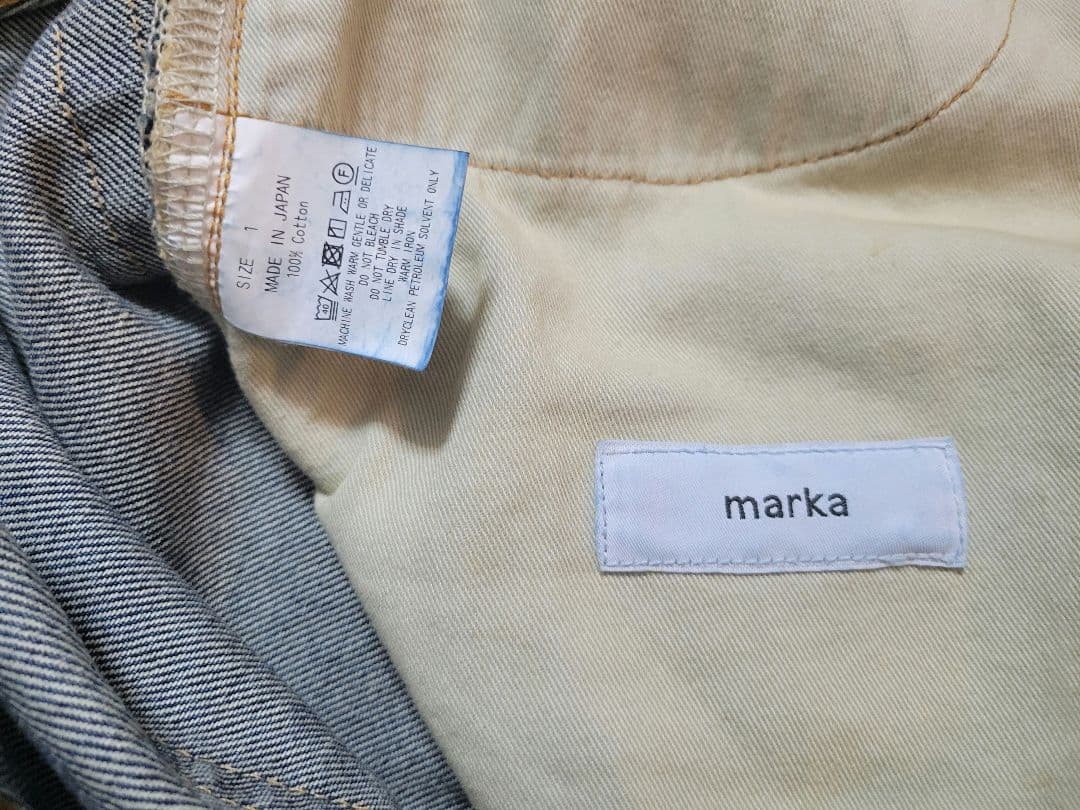 SIZE 1
MADE IN JAPAN
100% Cotton
40 F
MACHINE WASH WARM GENTLE OR DELICATE
DO NOT BLEACH
DO NOT TUMBLE DRY
LINE DRY IN SHADE
WARM IRON
DRYCLEAN PETROLEUM SOLVENT ONLY
marka